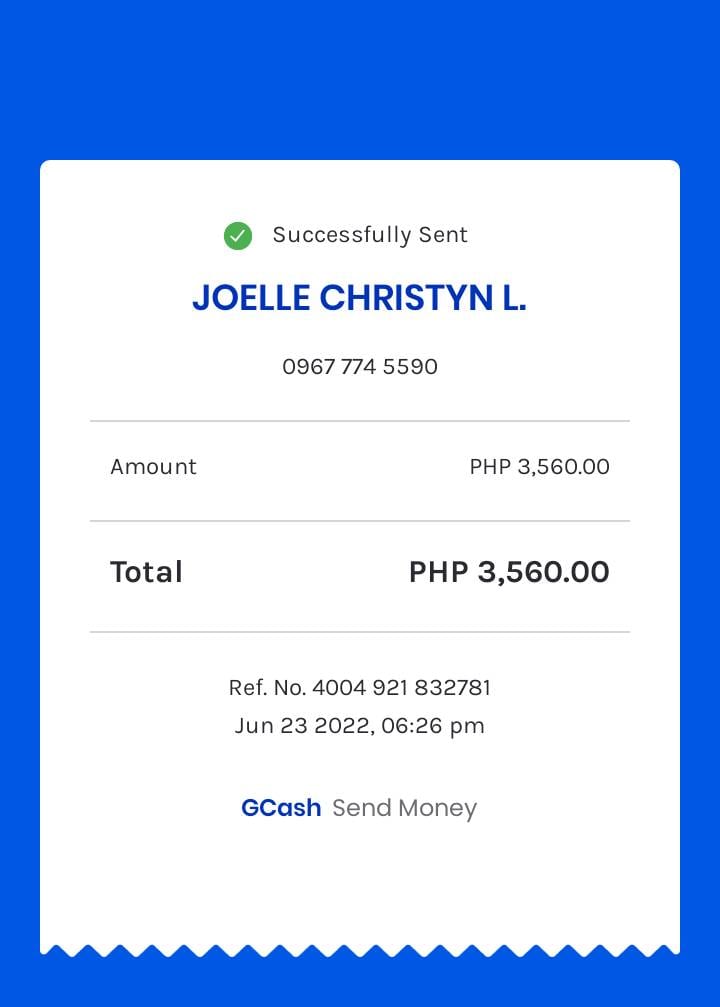 Successfully Sent
JOELLE CHRISTYN L.
0967 774 5590
Amount PHP 3,560.00
Total PHP 3,560.00
Ref. No. 4004 921 832781
Jun 23 2022, 06:26 pm
GCash Send Money